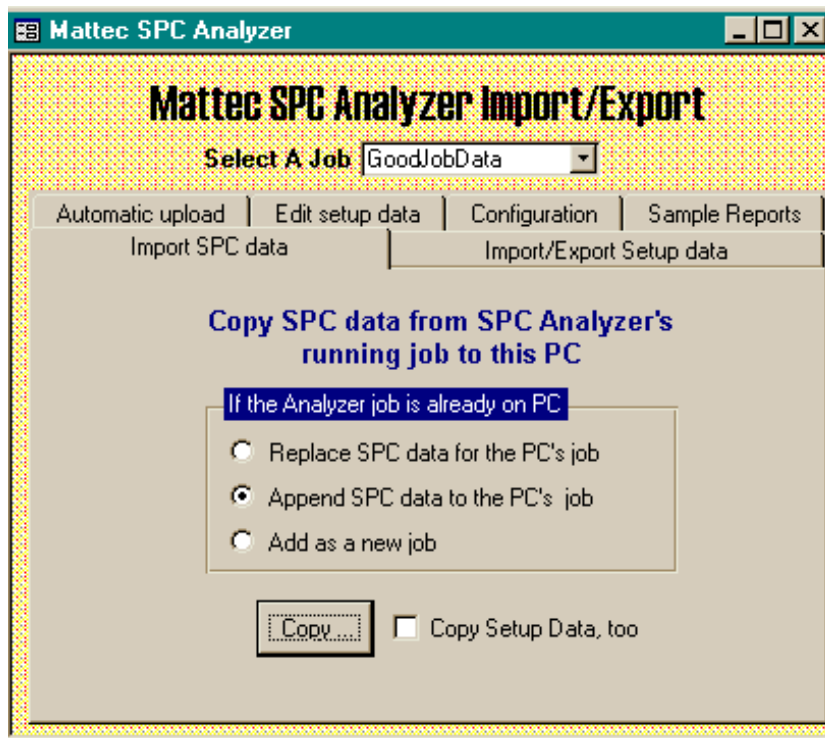 Mattec SPC Analyzer
Mattec SPC Analyzer Import/Export
Select A Job GoodJobData
Automatic upload Edit setup data Configuration Sample Reports
Import SPC data Import/Export Setup data
Copy SPC data from SPC Analyzer's
running job to this PC
If the Analyzer job is already on PC
Replace SPC data for the PC's job
Append SPC data to the PC's job
Add as a new job
Copy ... Copy Setup Data, too